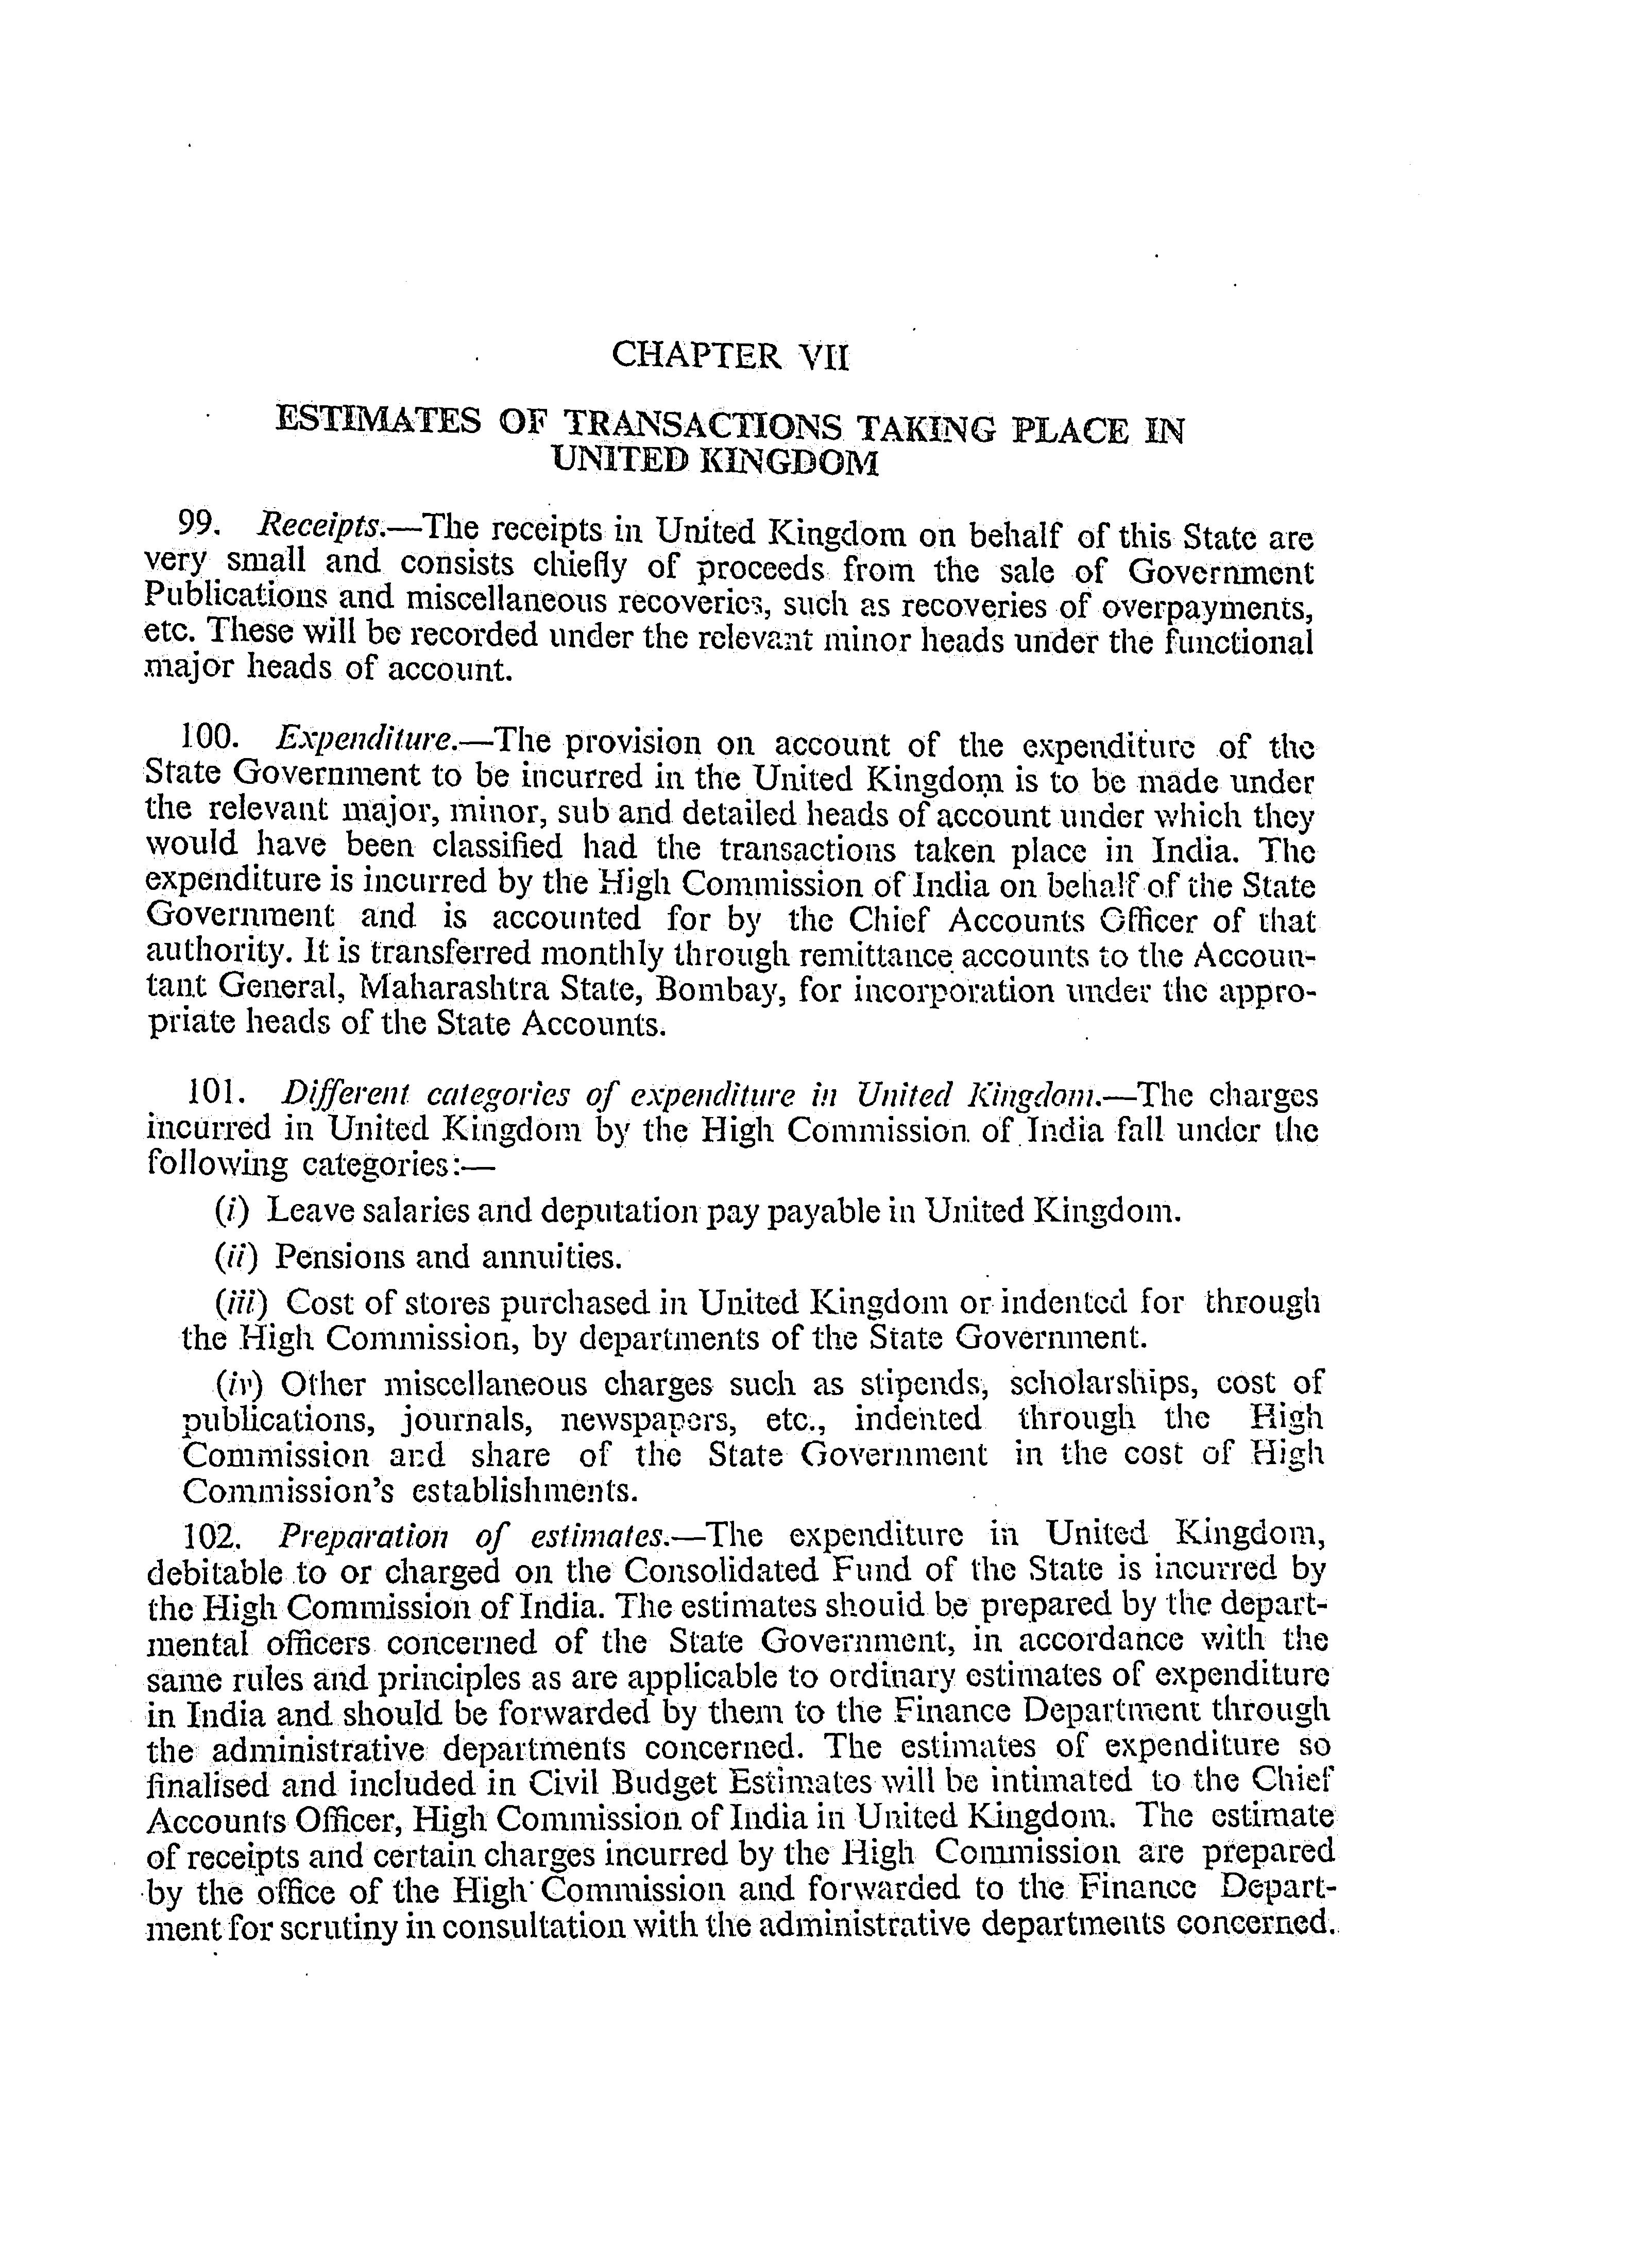 CHAPTER VII
ESTIMATES OF TRANSACTIONS TAKING PLACE IN
UNITED KINGDOM
99. Receipts.—The receipts in United Kingdom on behalf of this State are
very small and consists chiefly of proceeds from the sale of Government
Publications and miscellaneous recoveries, such as recoveries of overpayments,
etc. These will be recorded under the relevant minor heads under the functional
major heads of account.
100. Expenditure.—The provision on account of the expenditure of the
State Government to be incurred in the United Kingdom is to be made under
the relevant major, minor, sub and detailed heads of account under which they
would have been classified had the transactions taken place in India. The
expenditure is incurred by the High Commission of India on behalf of the State
Government and is accounted for by the Chief Accounts Officer of that
authority. It is transferred monthly through remittance accounts to the Accoun-
tant General, Maharashtra State, Bombay, for incorporation under the appro-
priate heads of the State Accounts.
101. Different categories of expenditure in United Kingdom.—The charges
incurred in United Kingdom by the High Commission of India fall under the
following categories:—
(i) Leave salaries and deputation pay payable in United Kingdom.
(ii) Pensions and annuities.
(iii) Cost of stores purchased in United Kingdom or indented for through
the High Commission, by departments of the State Government.
(iv) Other miscellaneous charges such as stipends, scholarships, cost of
publications, journals, newspapers, etc., indented through the High
Commission and share of the State Government in the cost of High
Commission's establishments.
102. Preparation of estimates.—The expenditure in United Kingdom,
debitable to or charged on the Consolidated Fund of the State is incurred by
the High Commission of India. The estimates should be prepared by the depart-
mental officers concerned of the State Government, in accordance with the
same rules and principles as are applicable to ordinary estimates of expenditure
in India and should be forwarded by them to the Finance Department through
the administrative departments concerned. The estimates of expenditure so
finalised and included in Civil Budget Estimates will be intimated to the Chief
Accounts Officer, High Commission of India in United Kingdom. The estimate
of receipts and certain charges incurred by the High Commission are prepared
by the office of the High Commission and forwarded to the Finance Depart-
ment for scrutiny in consultation with the administrative departments concerned.